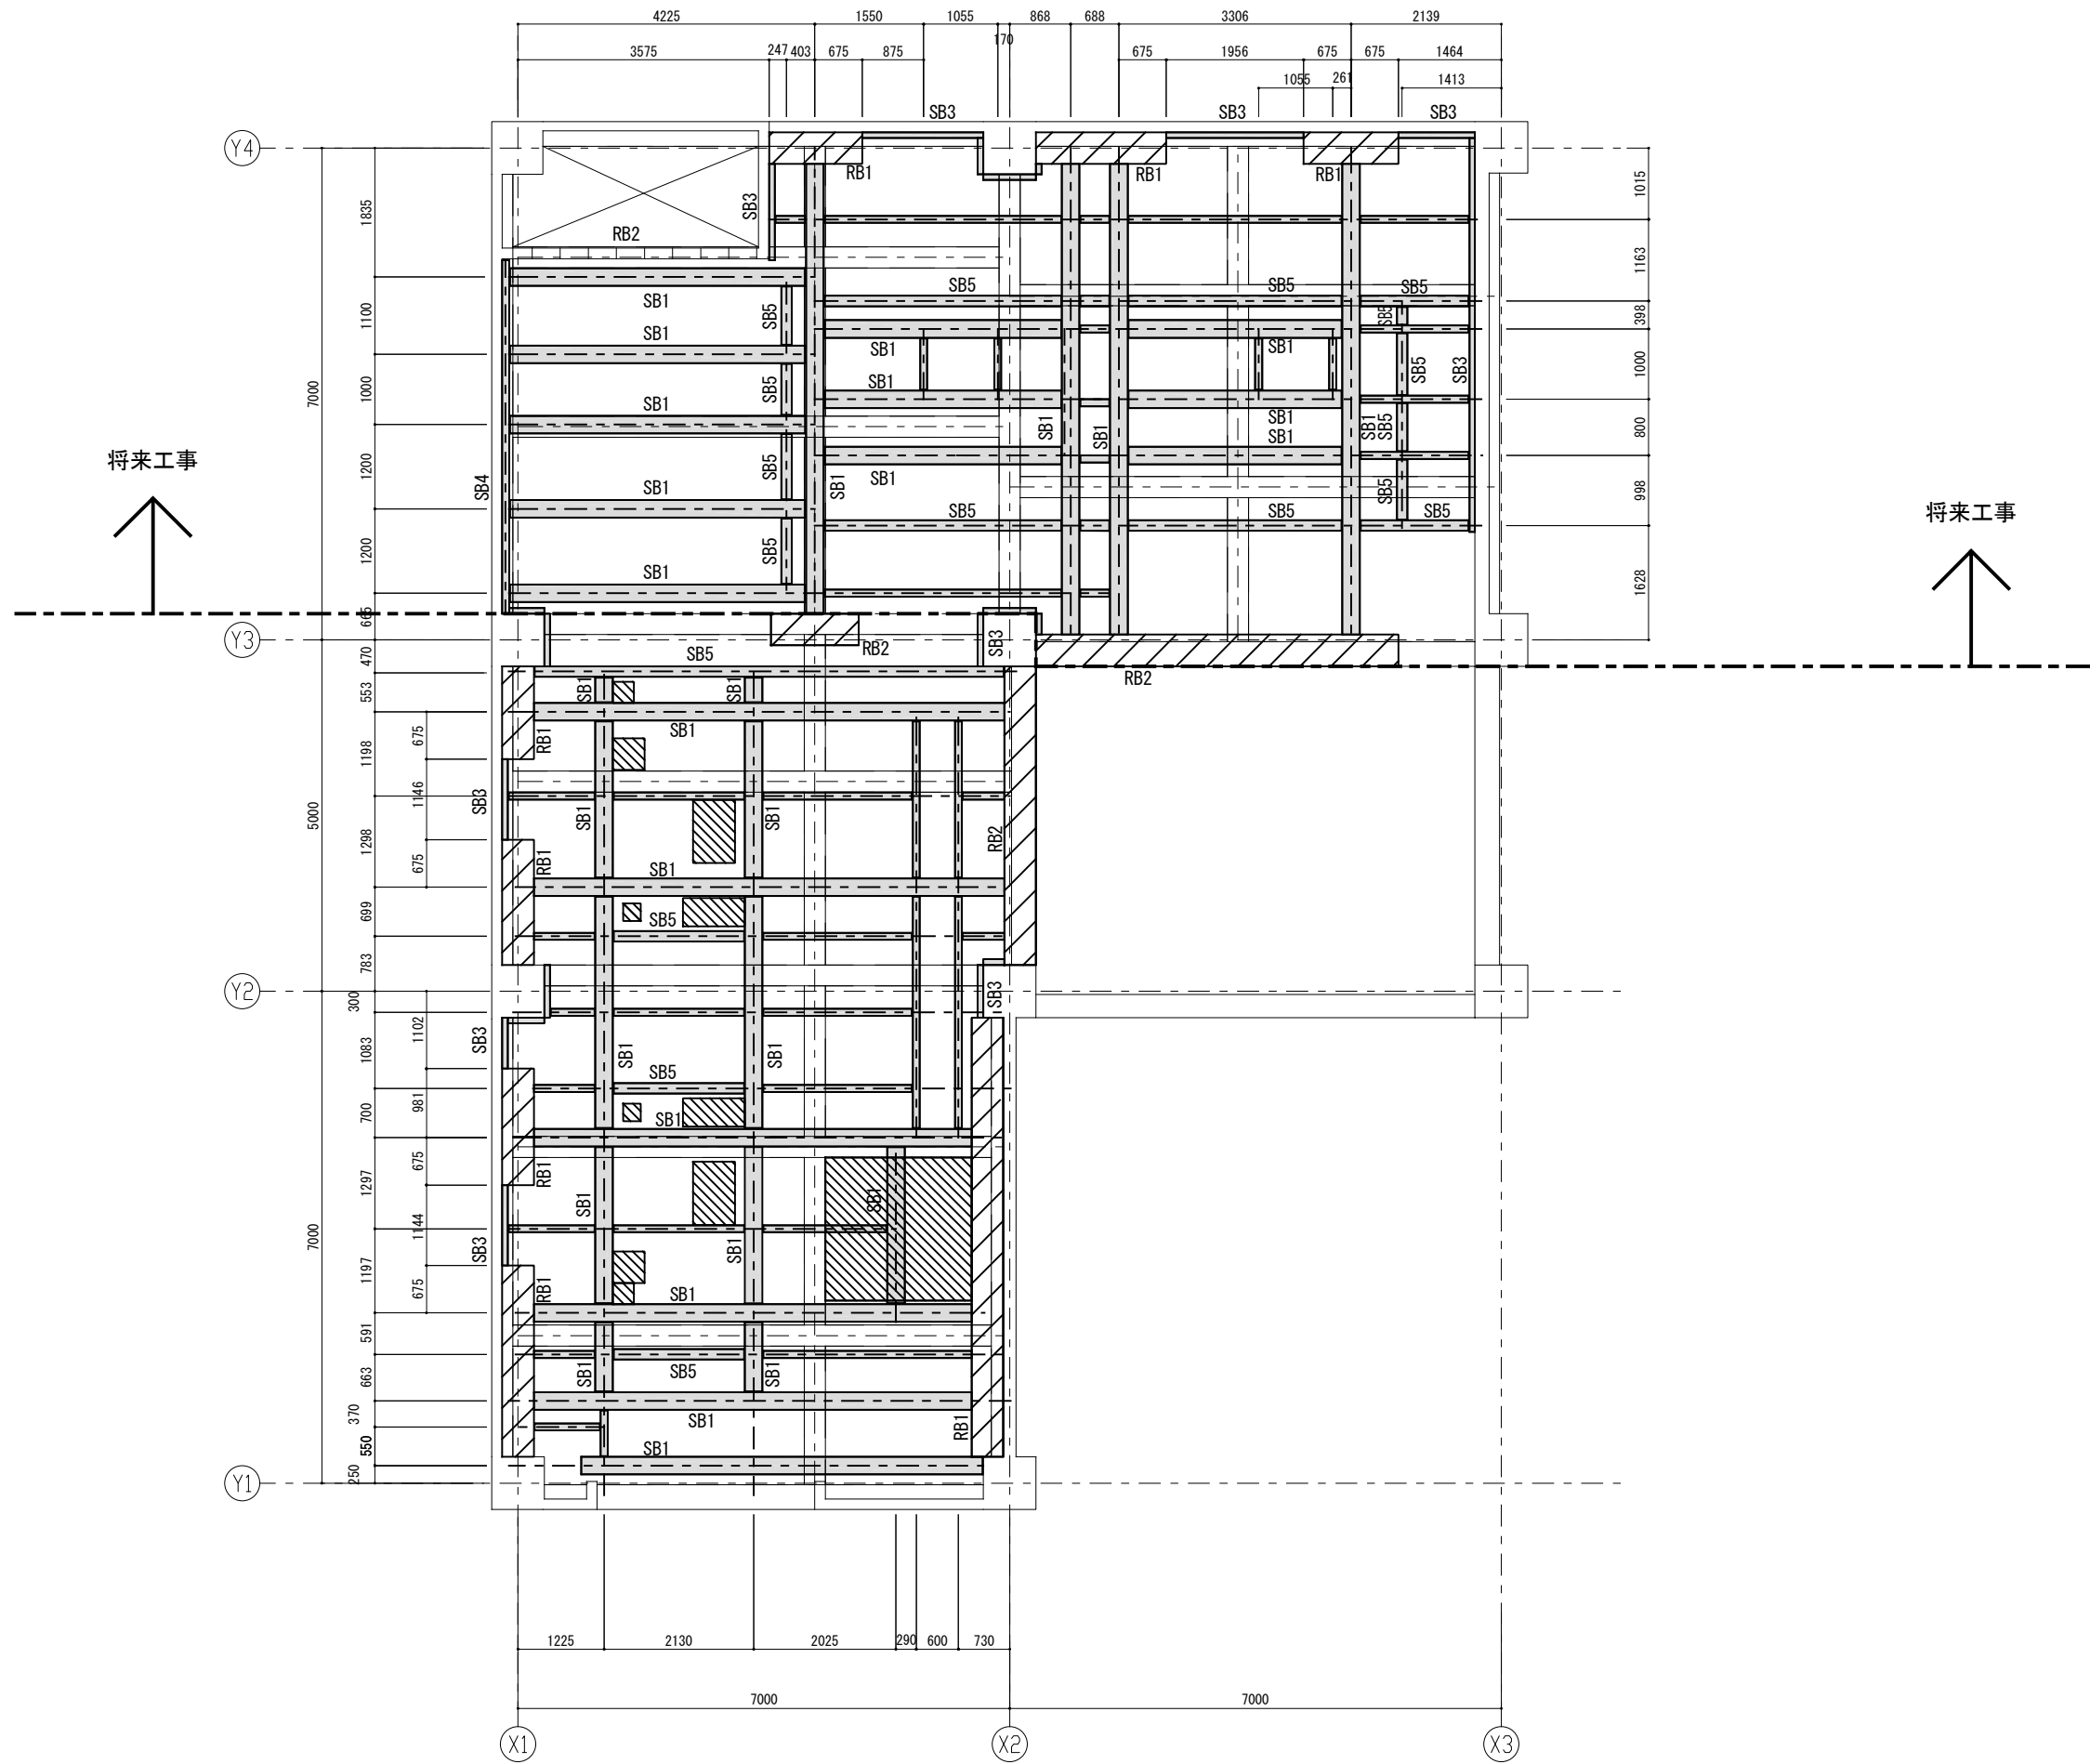 4225 1550 1055 868 688 3306 2139
170
3575 247 403 675 875 675 1956 675 675 1464
1055 261 1413
SB3 SB3 SB3
Y4
RB1 RB1 RB1
1835 1015
SB3
RB2
1163
SB5 SB5 SB5
SB1
1100 SB5 SB5 398
SB1
SB1 SB1
SB5 SB3 1000
7000 1000 SB5 SB1
SB1
SB1 SB1 SB1 SB1 SB5 800
SB1
将来工事
1200 SB5
SB4 SB1 SB1 SB1 SB5 998
SB5 SB5 SB5
将来工事
1200 SB5
SB1
1628
665
Y3
SB3
RB2
470 SB5
RB2
553 SB1 SB1
SB1
675 RB1
1198
1146 SB3 SB1 SB1
5000
1298 RB2
675 RB1 SB1
699 SB5
783
Y2
300 SB3
1102 SB3
1083 SB1 SB1
SB5
981
700 SB1
675 RB1
1297 SB1 SB1
1144 SB3 SB1
7000
1197
675 RB1 SB1
591
663 SB1 SB5 SB1
370 SB1 RB1
550 SB1
250
Y1
1225 2130 2025 290 600 730
7000 7000
X1 X2 X3